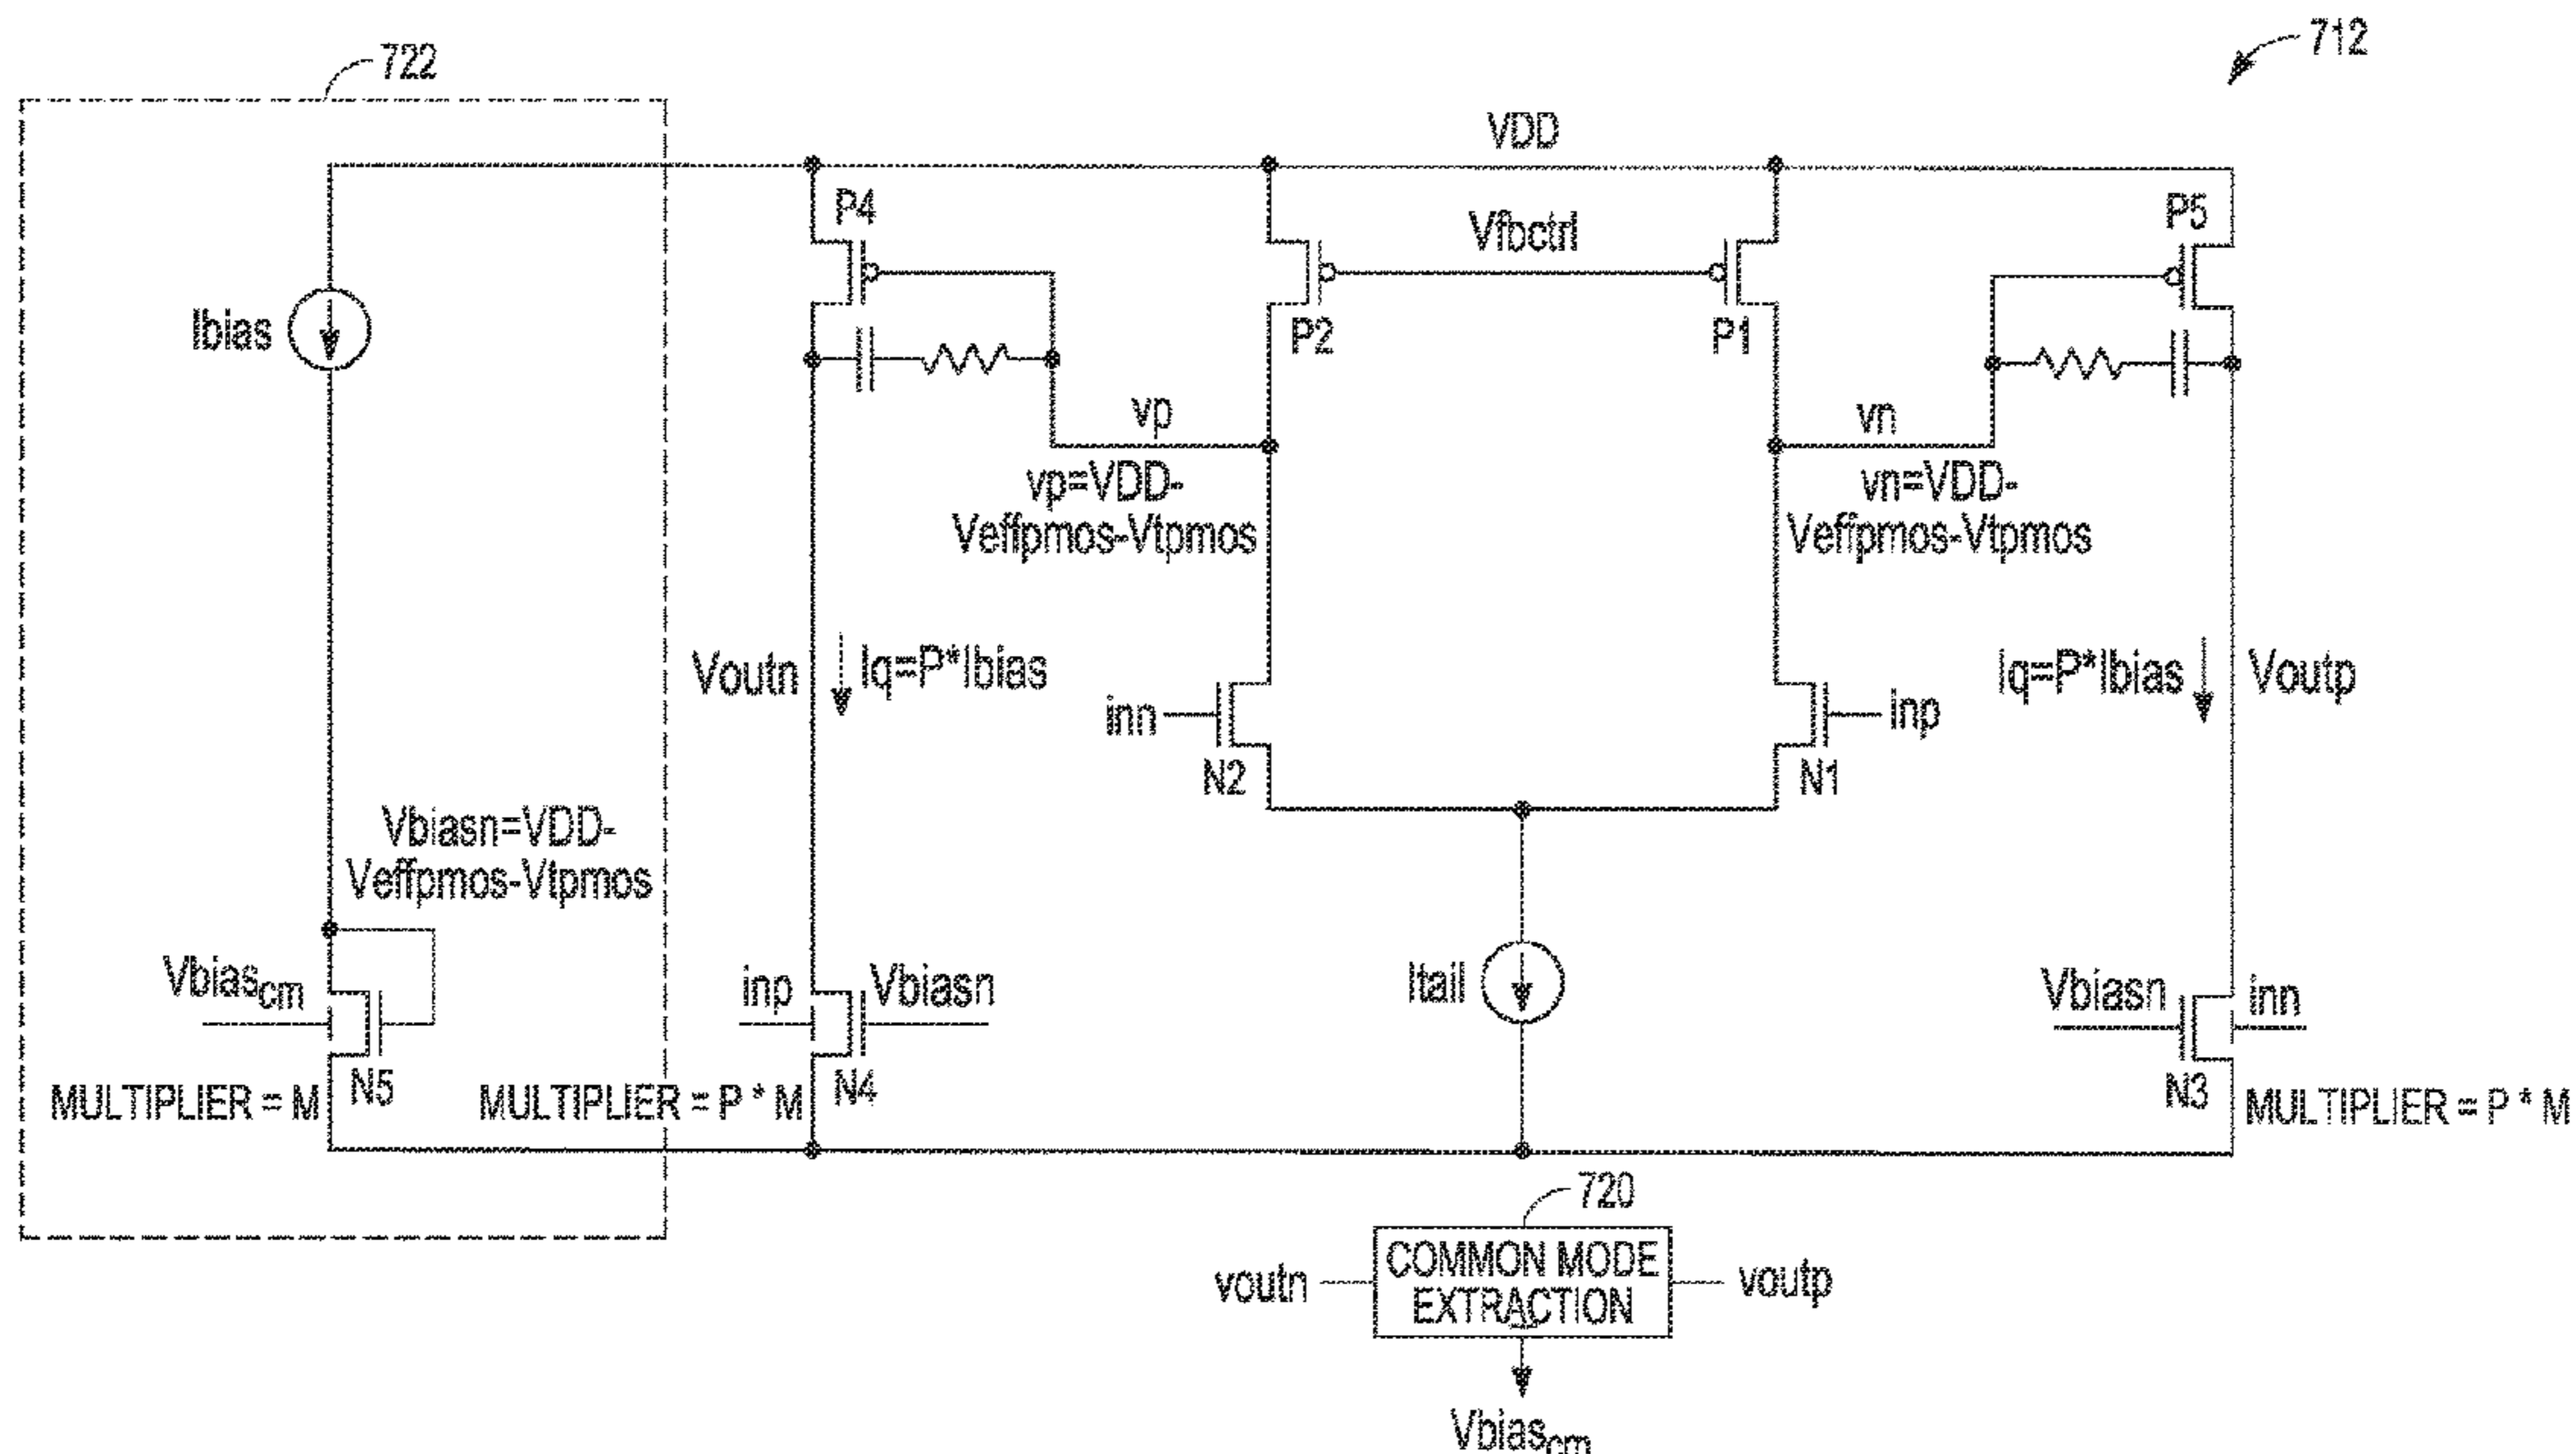 712
722
VDD
P4
Vfbctrl
P5
Ibias
P2
P1
vp
vn
vp=VDD-
Veffpmos-Vtpmos
vn=VDD-
Veffpmos-Vtpmos
Voutn
Iq=P*Ibias
inn
inp
Iq=P*Ibias
Voutp
N2
N1
Vbiasn=VDD-
Veffpmos-Vtpmos
Vbiascm
inp
Vbiasn
Itail
Vbiasn
inn
MULTIPLIER = M
N5
MULTIPLIER = P * M
N4
N3
MULTIPLIER = P * M
720
voutn
COMMON MODE
EXTRACTION
voutp
Vbiascm